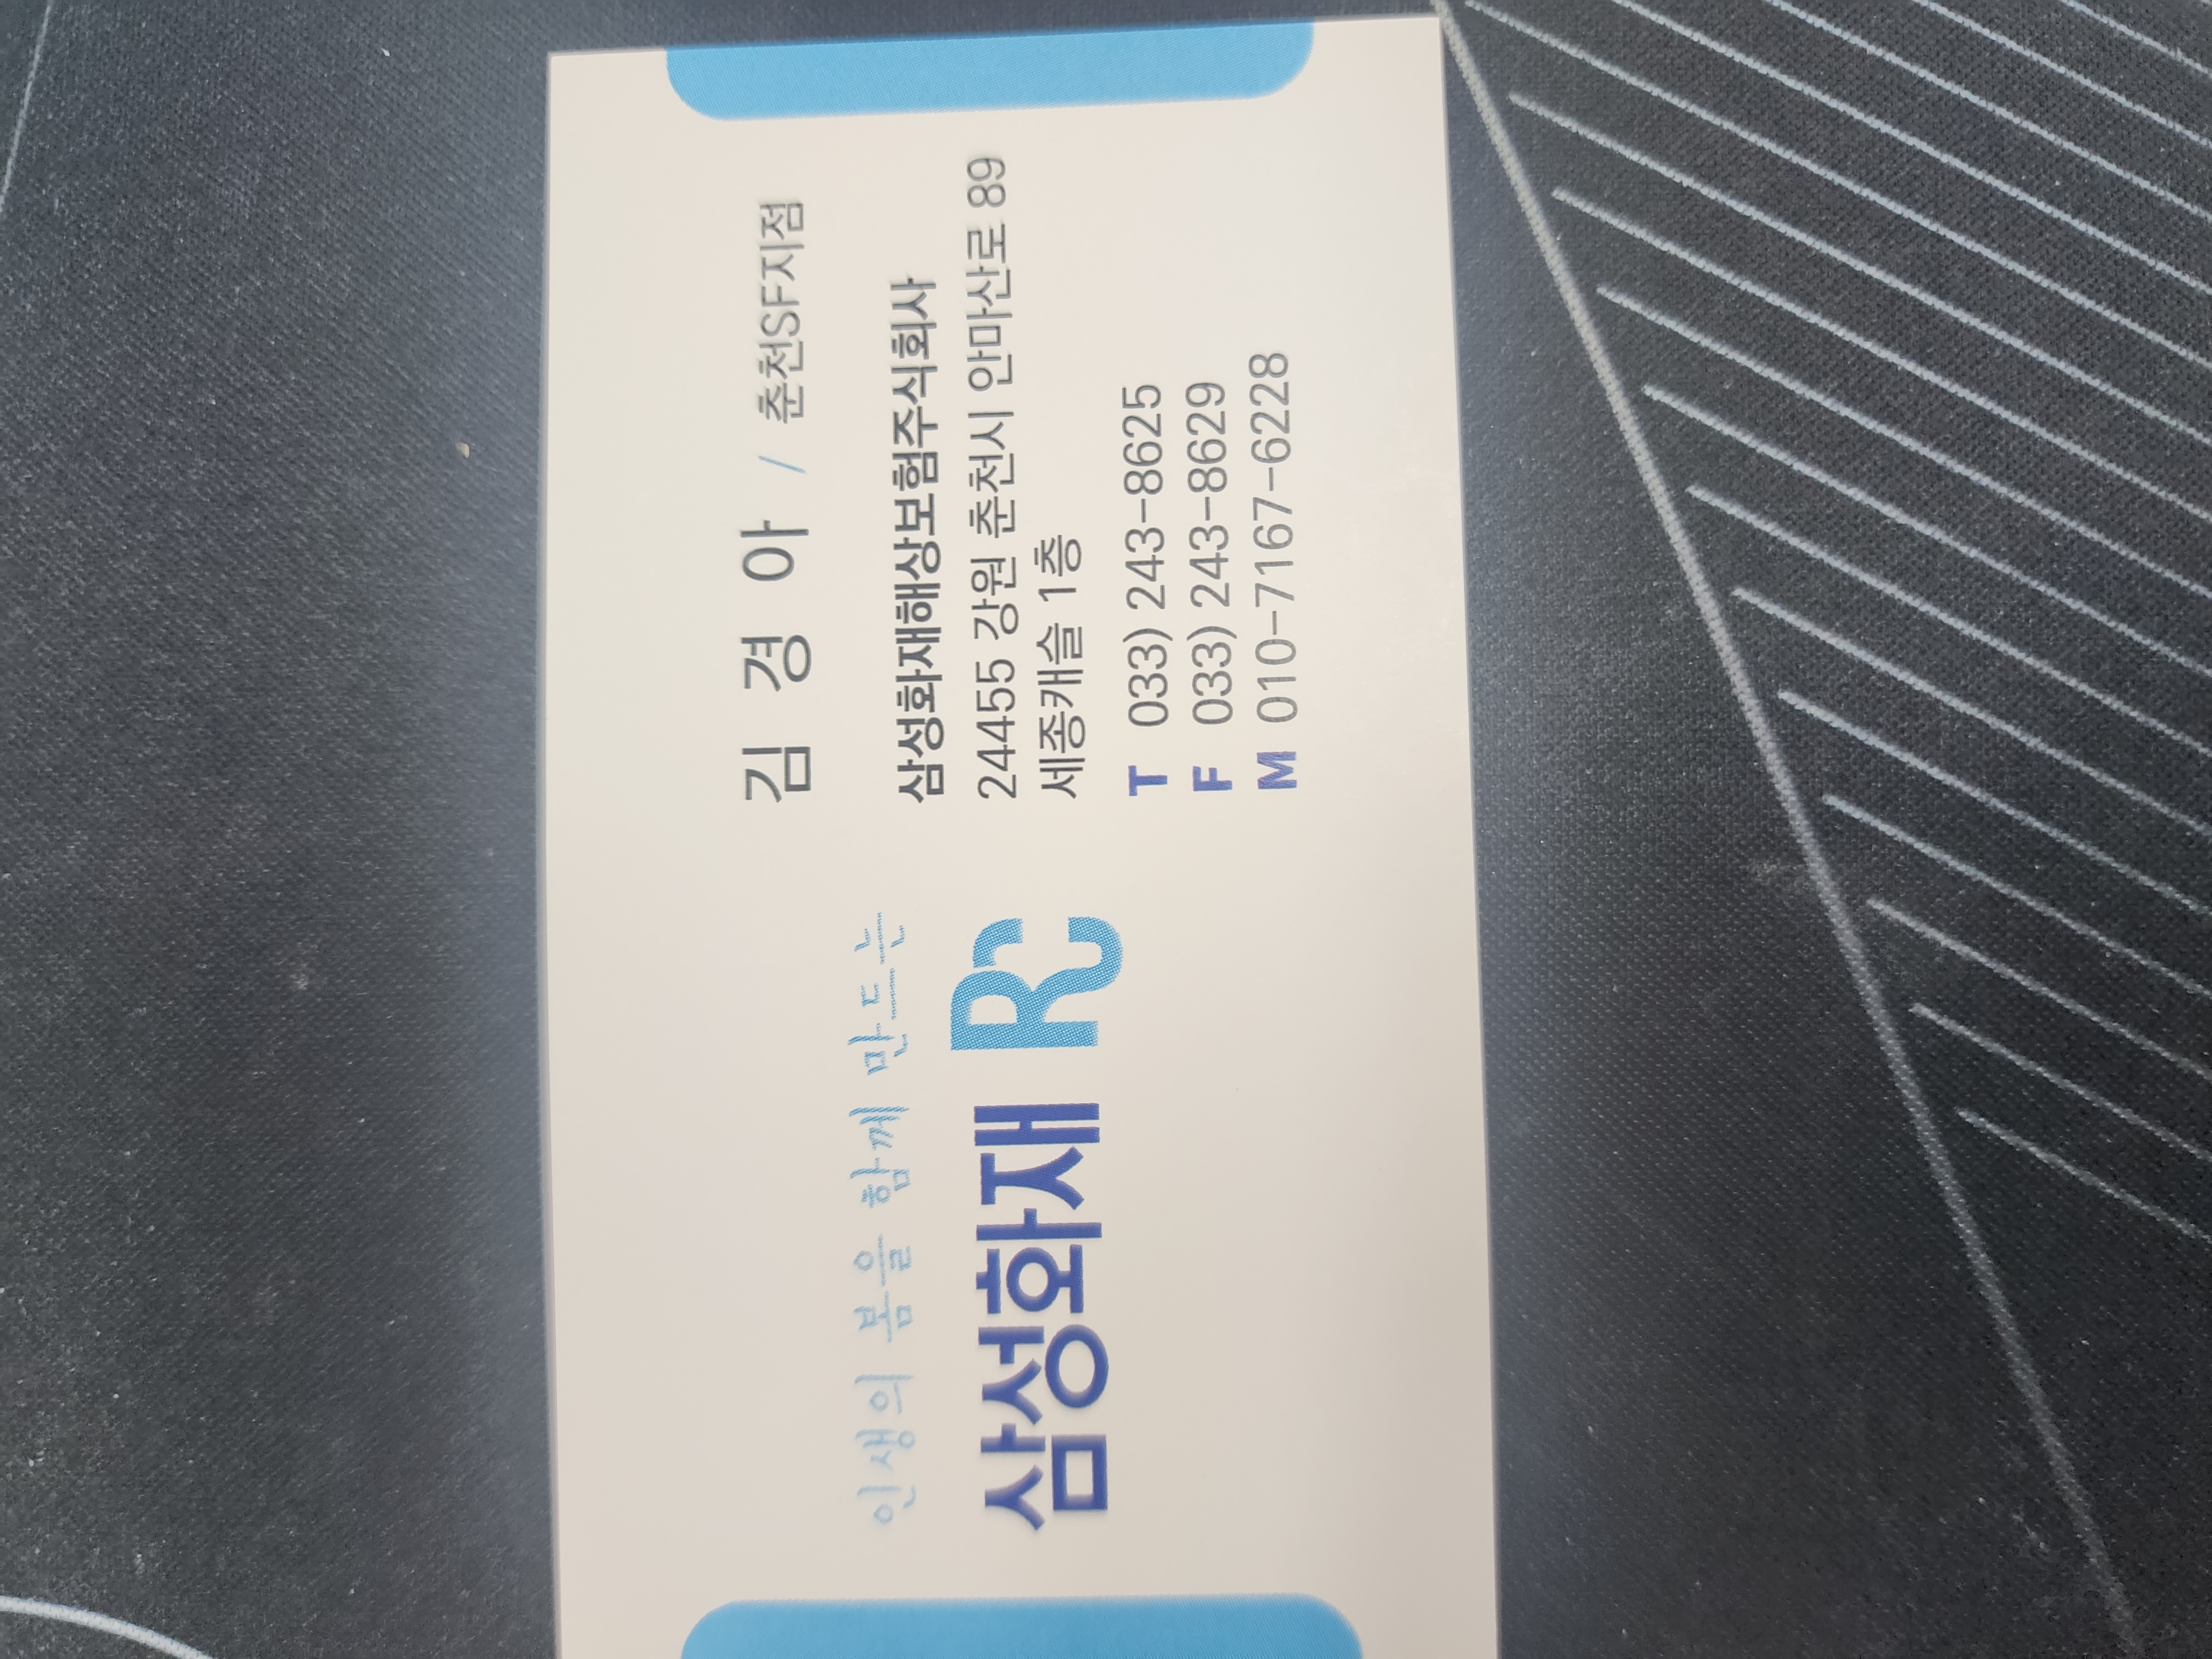 인생의 봄을 함께 만드는
삼성화재 RC
김 경 아 / 춘천SF지점
삼성화재해상보험주식회사
24455 강원 춘천시 안마산로 89
세종캐슬 1층
T 033) 243-8625
F 033) 243-8629
M 010-7167-6228